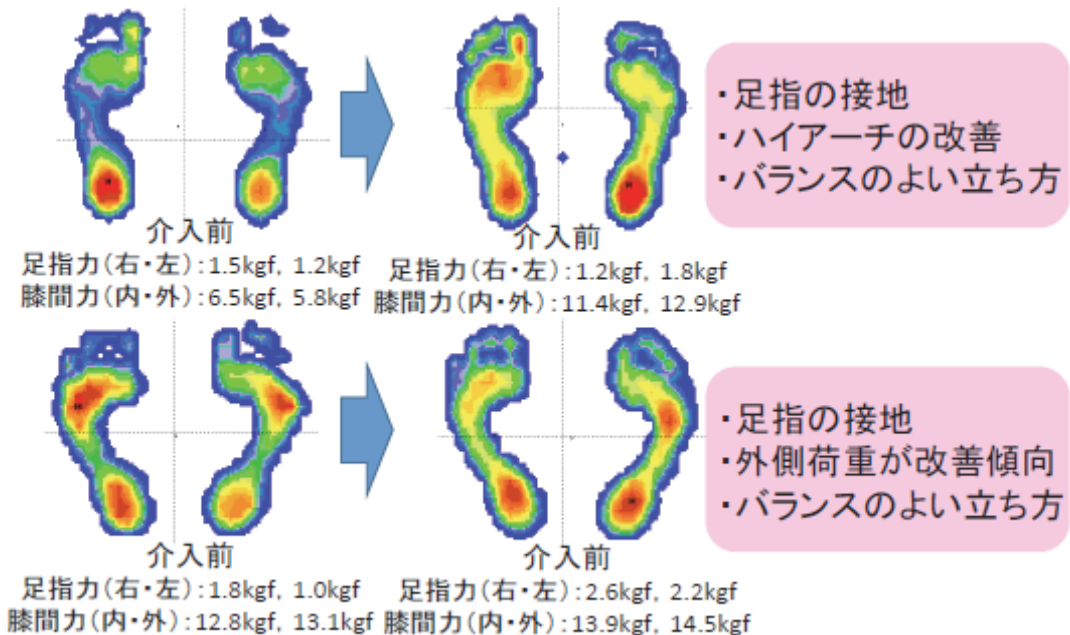 ・足指の接地
・ハイアーチの改善
・バランスのよい立ち方
介入前
足指力(右・左):1.5kgf, 1.2kgf
膝間力(内・外):6.5kgf, 5.8kgf
介入前
足指力(右・左):1.2kgf, 1.8kgf
膝間力(内・外):11.4kgf, 12.9kgf
・足指の接地
・外側荷重が改善傾向
・バランスのよい立ち方
介入前
足指力(右・左):1.8kgf, 1.0kgf
膝間力(内・外):12.8kgf, 13.1kgf
介入前
足指力(右・左):2.6kgf, 2.2kgf
膝間力(内・外):13.9kgf, 14.5kgf